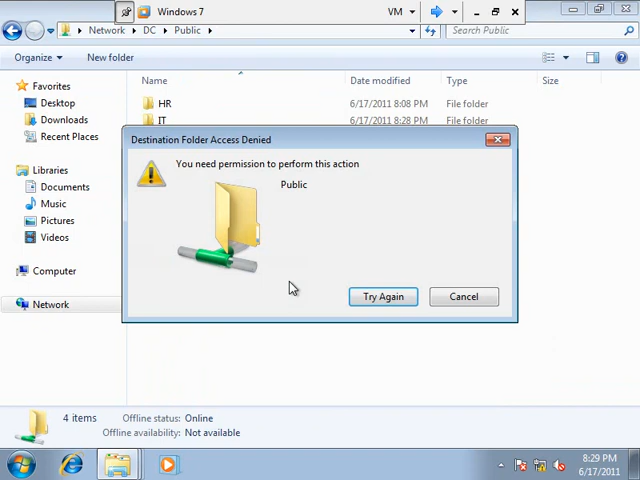 Windows 7
VM
Network
DC
Public
Search Public
Organize
New folder
Name
Date modified
Type
Size
Favorites
Desktop
Downloads
Recent Places
Libraries
Documents
Music
Pictures
Videos
Computer
Network
HR 6/17/2011 8:08 PM File folder
IT 6/17/2011 8:28 PM File folder
Destination Folder Access Denied
You need permission to perform this action
Public
Try Again
Cancel
4 items Offline status: Online
Offline availability: Not available
8:29 PM
6/17/2011